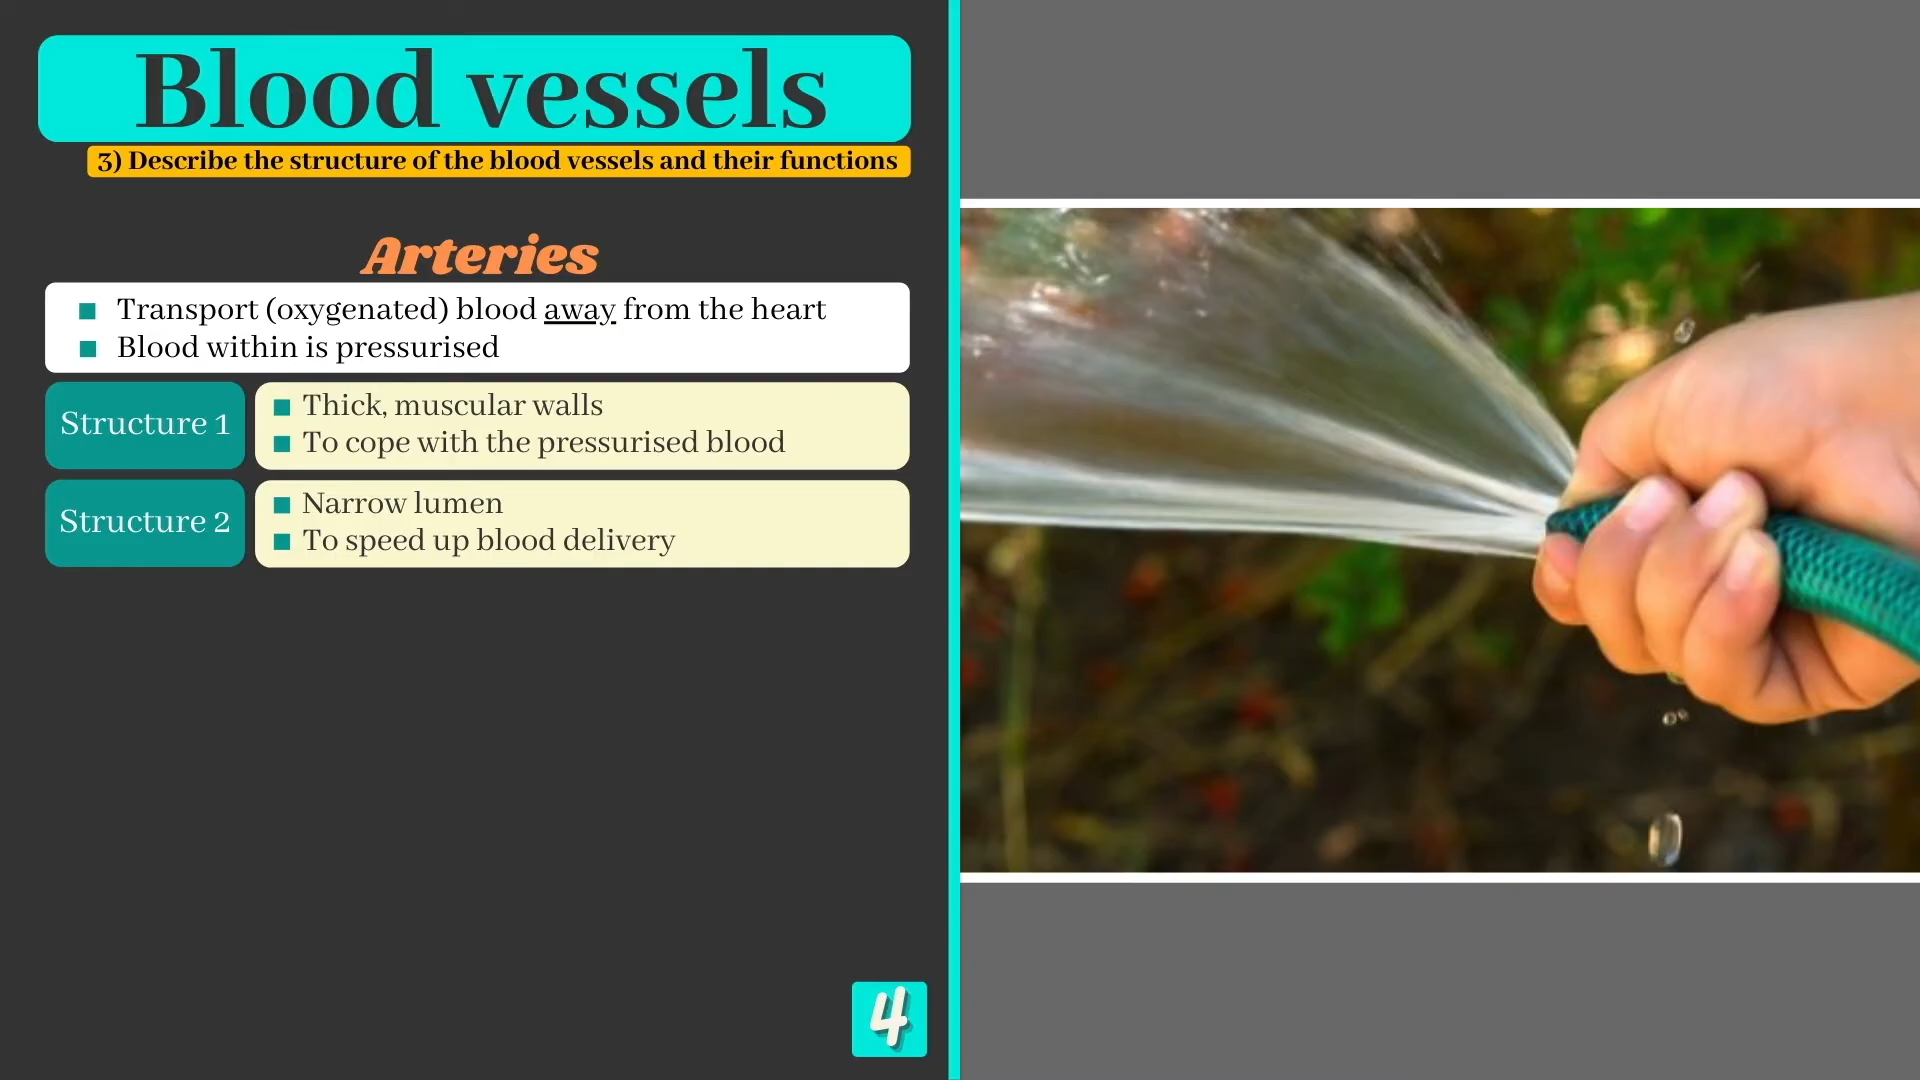 Blood vessels
3) Describe the structure of the blood vessels and their functions
Arteries
Transport (oxygenated) blood away from the heart
Blood within is pressurised
Structure 1
Thick, muscular walls
To cope with the pressurised blood
Structure 2
Narrow lumen
To speed up blood delivery
4